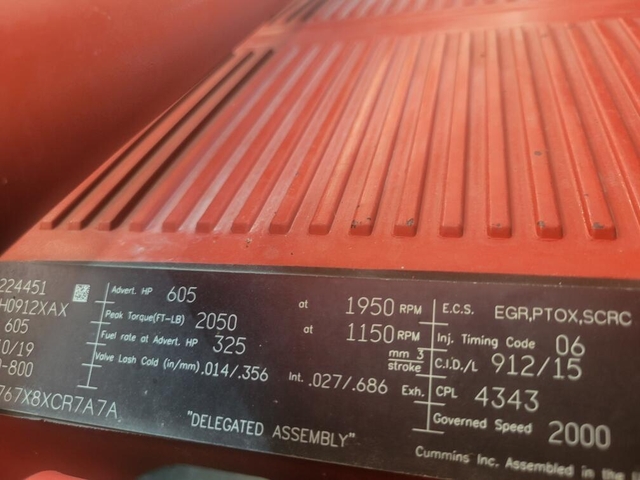 224451
H0912XAX
605
10/19
0-800
767X8XCR7A7A
Advert. HP 605 at 1950 RPM
Peak Torque(FT-LB) 2050 at 1150 RPM
Fuel rate at Advert. HP 325 mm 3
stroke
Valve Lash Cold (in/mm) .014/.356 Int. .027/.686 Exh.
"DELEGATED ASSEMBLY"
E.C.S. EGR,PTOX,SCRC
Inj. Timing Code 06
C.I.D./L 912/15
CPL 4343
Governed Speed 2000
Cummins Inc. Assembled in the